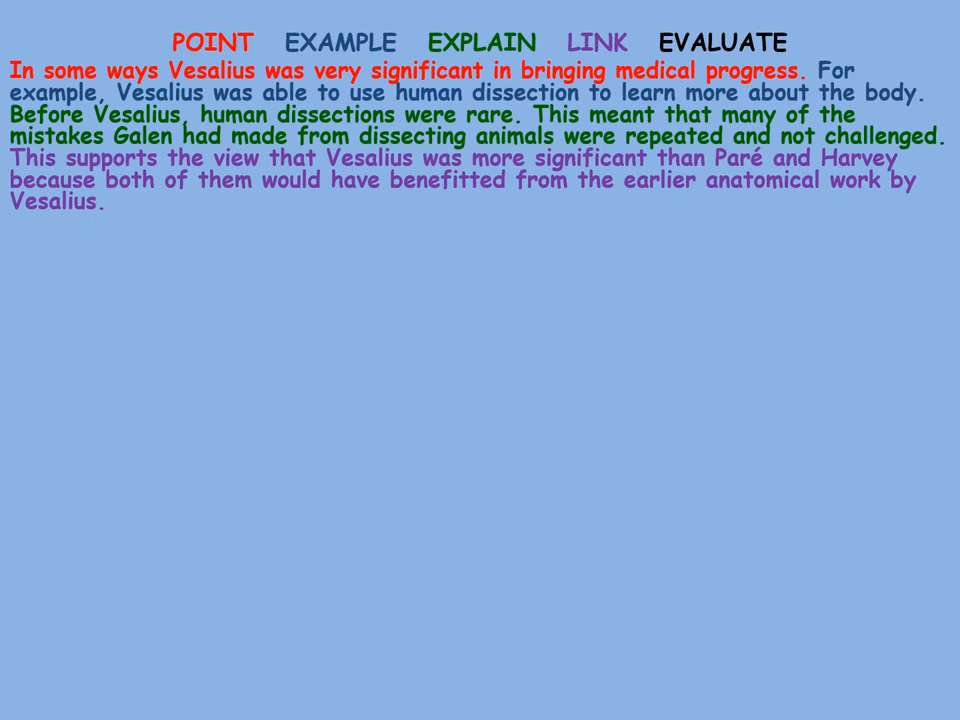 POINT EXAMPLE EXPLAIN LINK EVALUATE
In some ways Vesalius was very significant in bringing medical progress. For
example, Vesalius was able to use human dissection to learn more about the body.
Before Vesalius, human dissections were rare. This meant that many of the
mistakes Galen had made from dissecting animals were repeated and not challenged.
This supports the view that Vesalius was more significant than Paré and Harvey
because both of them would have benefitted from the earlier anatomical work by
Vesalius.